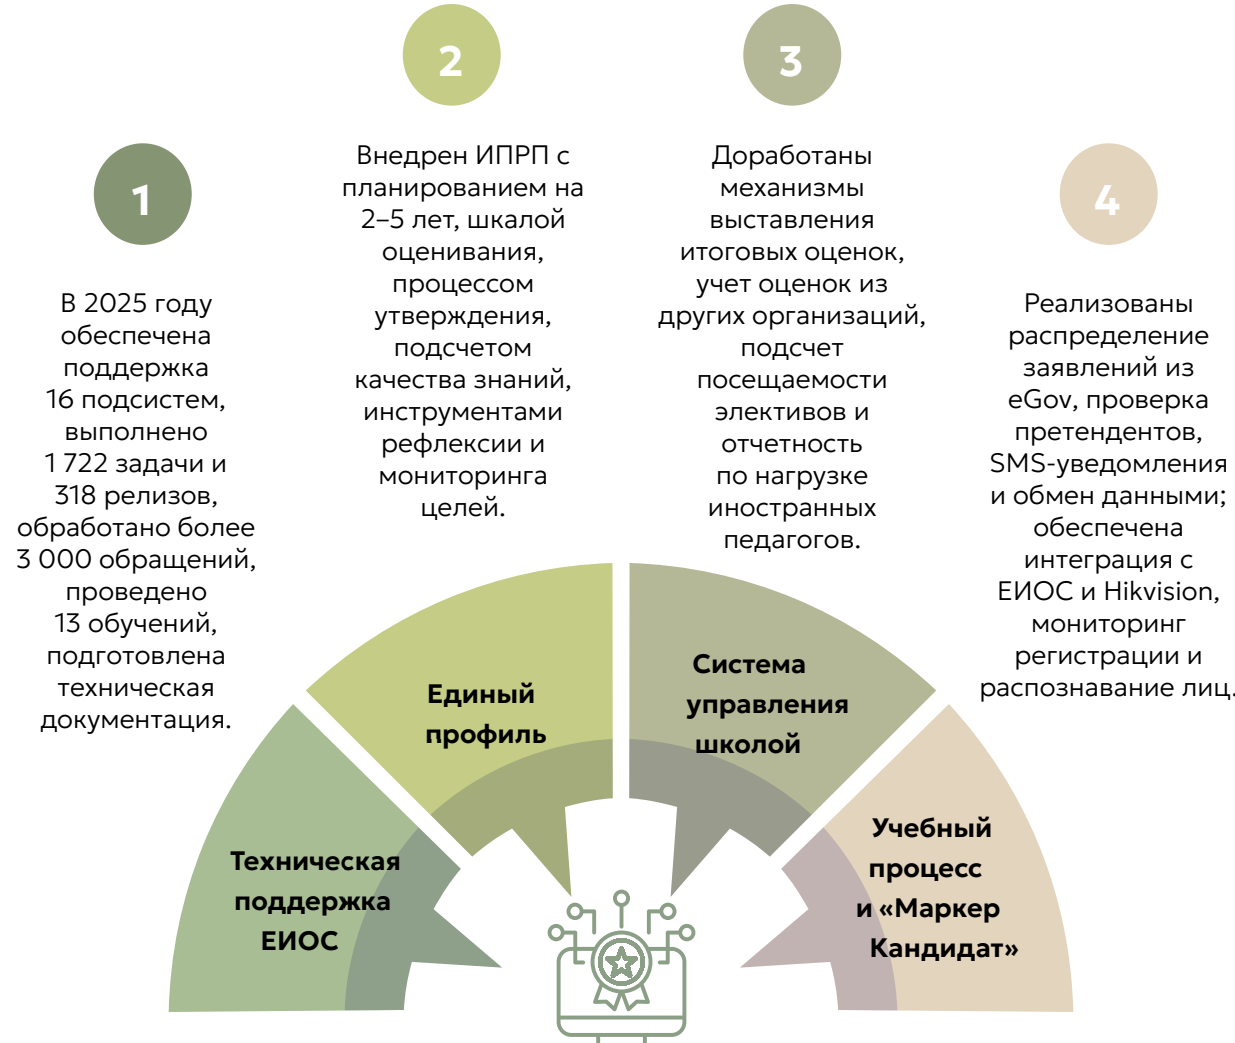 1
В 2025 году
обеспечена
поддержка
16 подсистем,
выполнено
1 722 задачи и
318 релизов,
обработано более
3 000 обращений,
проведено
13 обучений,
подготовлена
техническая
документация.
2
Внедрен ИПРП с
планированием на
2–5 лет, шкалой
оценивания,
процессом
утверждения,
подсчетом
качества знаний,
инструментами
рефлексии и
мониторинга
целей.
3
Доработаны
механизмы
выставления
итоговых оценок,
учет оценок из
других организаций,
подсчет
посещаемости
элективов и
отчетность
по нагрузке
иностранных
педагогов.
4
Реализованы
распределение
заявлений из
eGov, проверка
претендентов,
SMS-уведомления
и обмен данными;
обеспечена
интеграция с
ЕИОС и Hikvision,
мониторинг
регистрации и
распознавание лиц.
Техническая
поддержка
ЕИОС
Единый
профиль
Система
управления
школой
Учебный
процесс
и «Маркер
Кандидат»